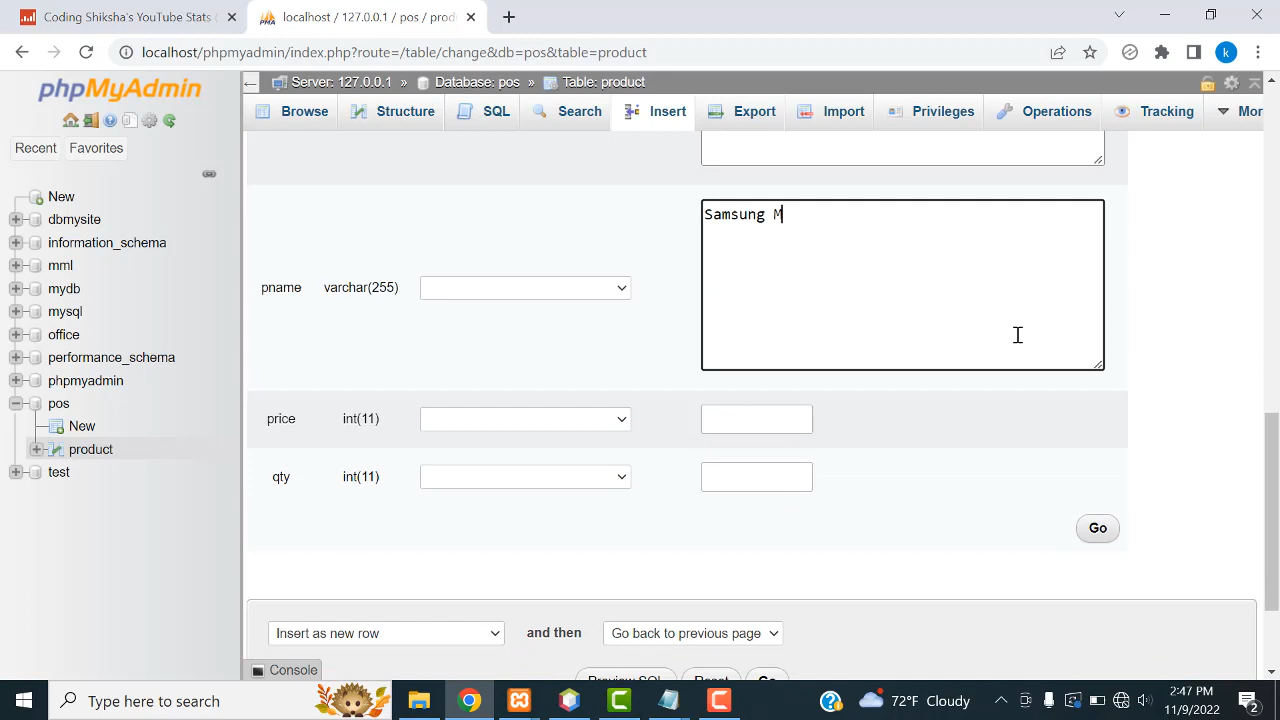 Coding Shiksha's YouTube Stats (
localhost / 127.0.0.1 / pos / prod
localhost/phpmyadmin/index.php?route=/table/change&db=pos&table=product
k
phpMyAdmin
Recent
Favorites
New
dbmysite
information_schema
mml
mydb
mysql
office
performance_schema
phpmyadmin
pos
New
product
test
Server: 127.0.0.1 » Database: pos » Table: product
Browse
Structure
SQL
Search
Insert
Export
Import
Privileges
Operations
Tracking
Mor
pname varchar(255)
Samsung M
price int(11)
qty int(11)
Go
Insert as new row
and then
Go back to previous page
Preview SQL
Reset
Go
Console
Type here to search
72°F Cloudy
2:47 PM
11/9/2022
2